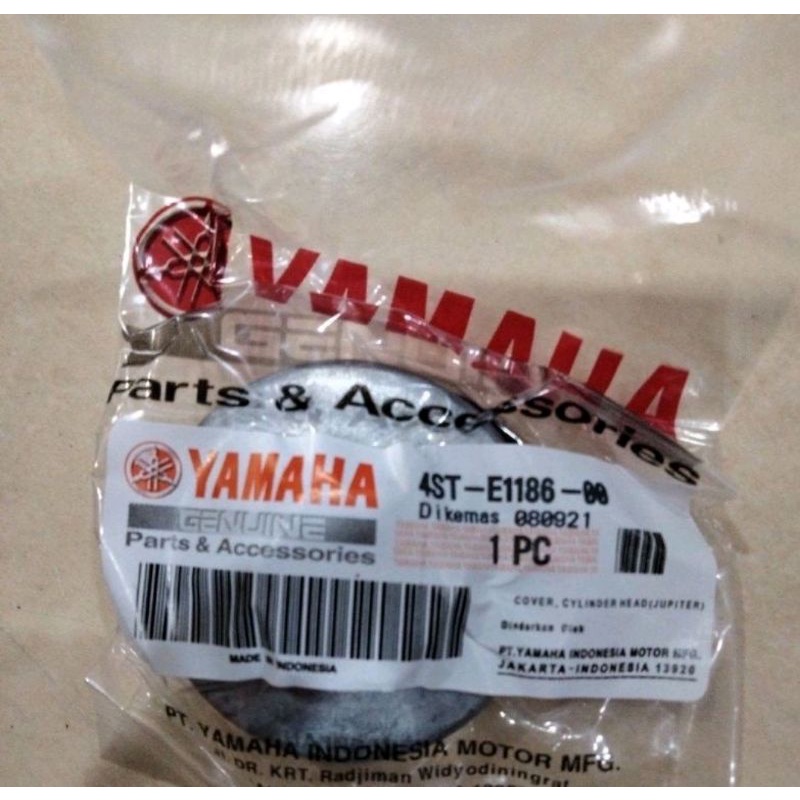 YAMAHA
GENUINE
Parts & Accessories
YAMAHA
GENUINE
Parts & Accessories
4ST-E1186-00
Dikemas 080921
1 PC
COVER, CYLINDER HEAD(JUPITER)
PT.YAMAHA INDONESIA MOTOR MFG.
JAKARTA-INDONESIA 13920
MADE IN INDONESIA
PT. YAMAHA INDONESIA MOTOR MFG.
Jl. DR. KRT. Radjiman Widyodiningrat